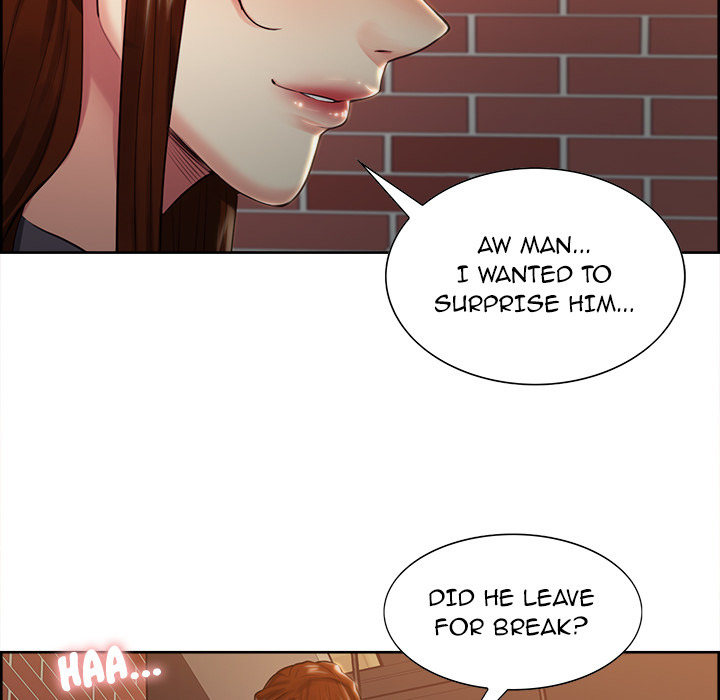 AW MAN...
I WANTED TO
SURPRISE HIM...
DID HE LEAVE
FOR BREAK?
HAA...